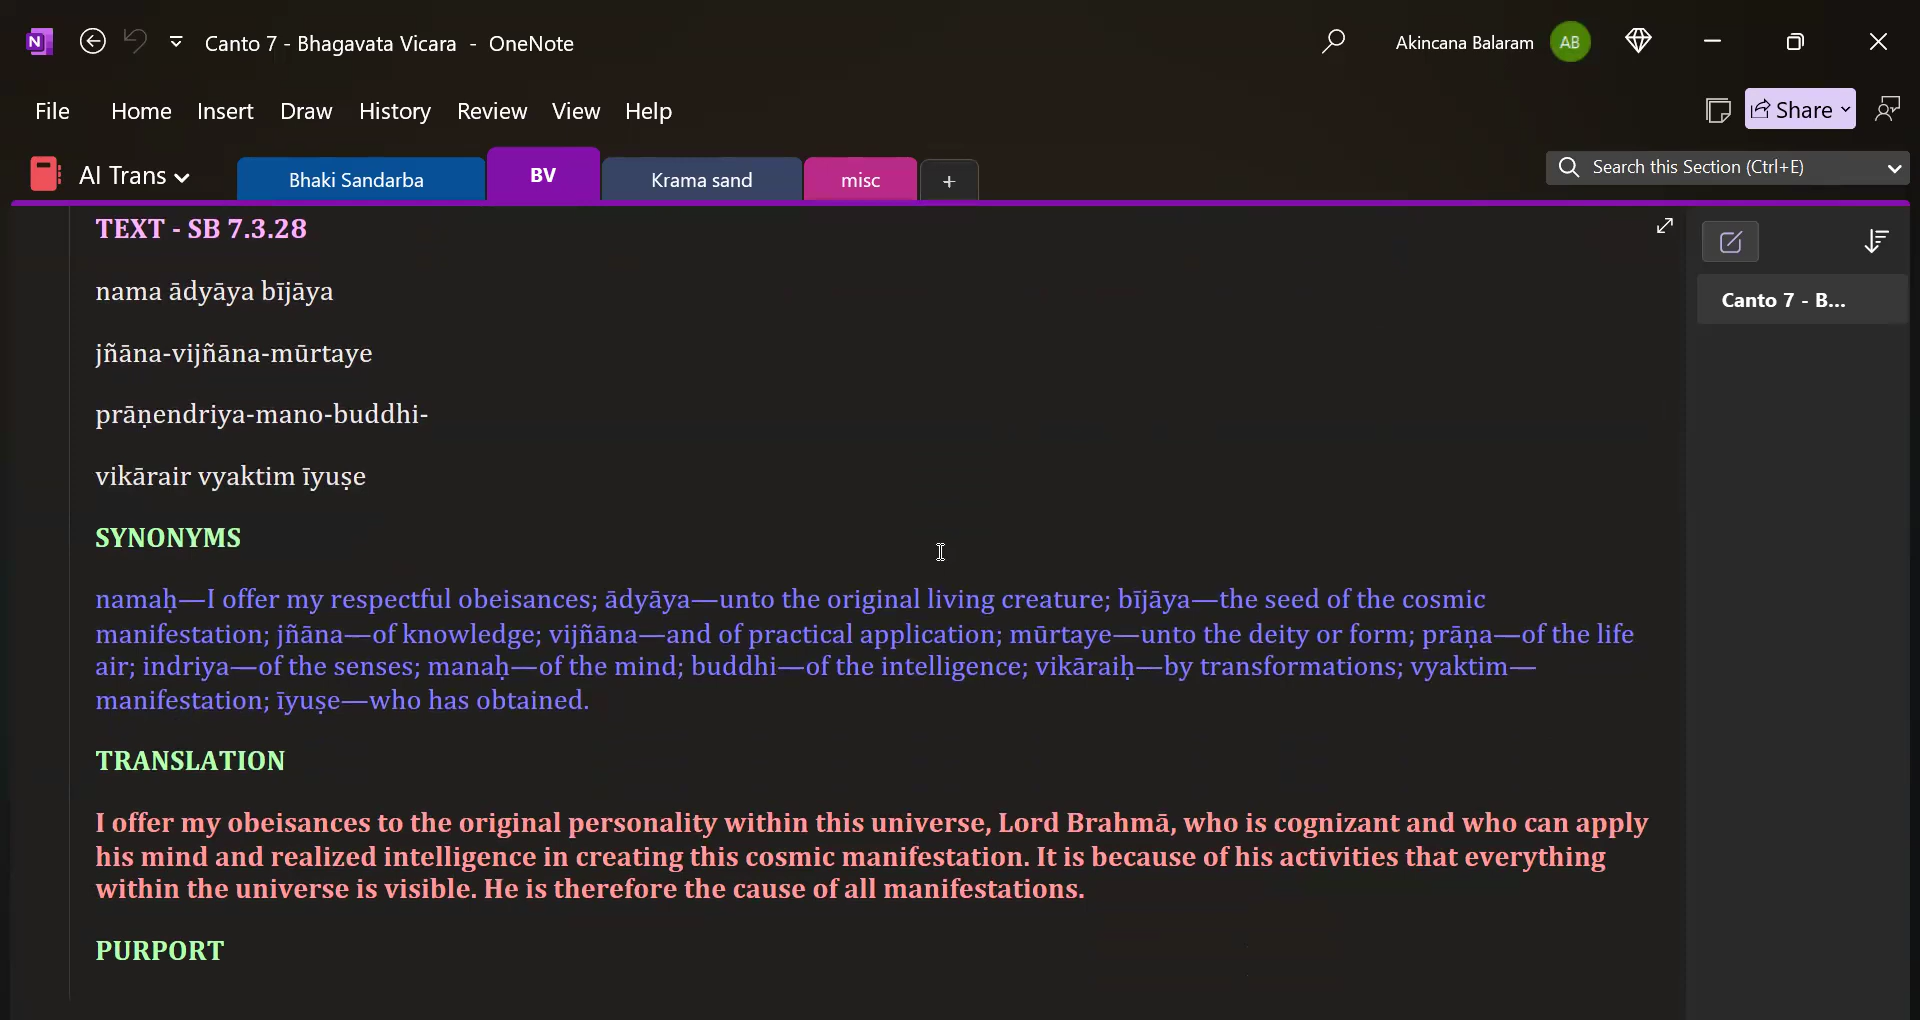 N
Canto 7 - Bhagavata Vicara - OneNote
Akincana Balaram AB
File Home Insert Draw History Review View Help
Share
AI Trans
Bhaki Sandarba BV Krama sand misc +
Search this Section (Ctrl+E)
TEXT - SB 7.3.28
Canto 7 - B...
nama ādyāya bījāya
jñāna-vijñāna-mūrtaye
prāṇendriya-mano-buddhi-
vikārair vyaktim īyuṣe
SYNONYMS
namaḥ—I offer my respectful obeisances; ādyāya—unto the original living creature; bījāya—the seed of the cosmic
manifestation; jñāna—of knowledge; vijñāna—and of practical application; mūrtaye—unto the deity or form; prāṇa—of the life
air; indriya—of the senses; manaḥ—of the mind; buddhi—of the intelligence; vikāraiḥ—by transformations; vyaktim—
manifestation; īyuṣe—who has obtained.
TRANSLATION
I offer my obeisances to the original personality within this universe, Lord Brahmā, who is cognizant and who can apply
his mind and realized intelligence in creating this cosmic manifestation. It is because of his activities that everything
within the universe is visible. He is therefore the cause of all manifestations.
PURPORT